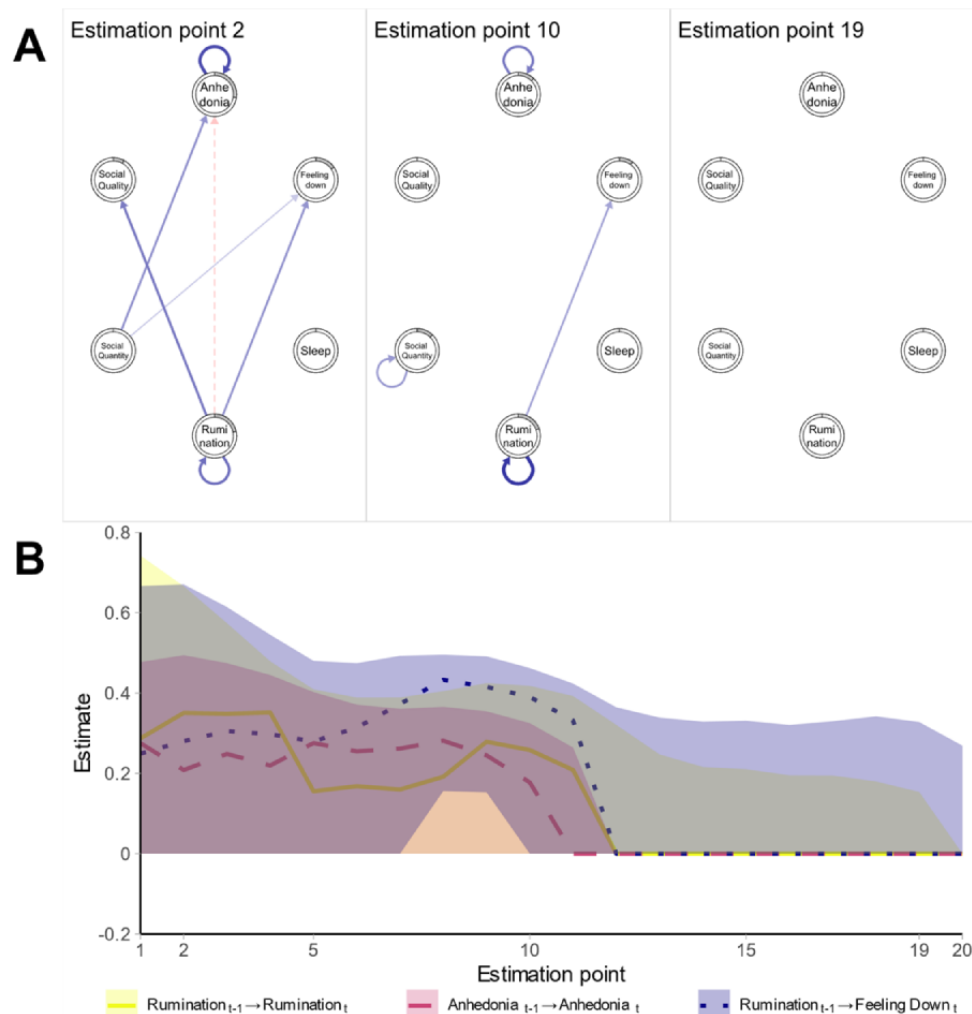 A
Estimation point 2
Estimation point 10
Estimation point 19
Anhe
donia
Social
Quality
Feeling
down
Social
Quantity
Sleep
Rumi
nation
Anhe
donia
Social
Quality
Feeling
down
Social
Quantity
Sleep
Rumi
nation
Anhe
donia
Social
Quality
Feeling
down
Social
Quantity
Sleep
Rumi
nation
B
0.8
0.6
0.4
0.2
0
-0.2
Estimate
1 2 5 10 15 19 20
Estimation point
Rumination t-1→Rumination t
Anhedonia t-1→Anhedonia t
Rumination t-1→Feeling Down t